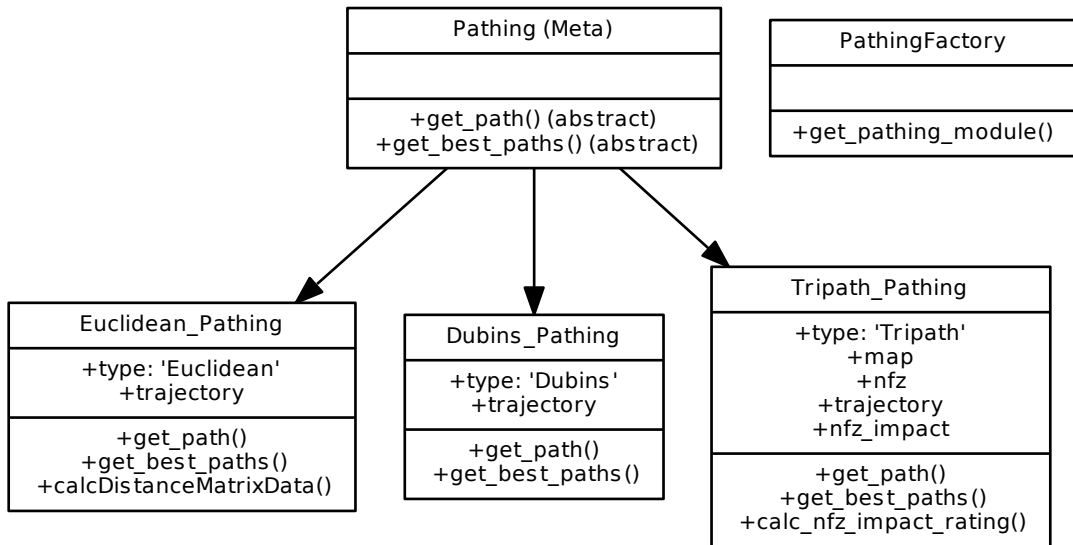 Pathing (Meta)
+get_path() (abstract)
+get_best_paths() (abstract)
PathingFactory
+get_pathing_module()
Euclidean_Pathing
+type: 'Euclidean'
+trajectory
+get_path()
+get_best_paths()
+calcDistanceMatrixData()
Dubins_Pathing
+type: 'Dubins'
+trajectory
+get_path()
+get_best_paths()
Tripath_Pathing
+type: 'Tripath'
+map
+nfz
+trajectory
+nfz_impact
+get_path()
+get_best_paths()
+calc_nfz_impact_rating()